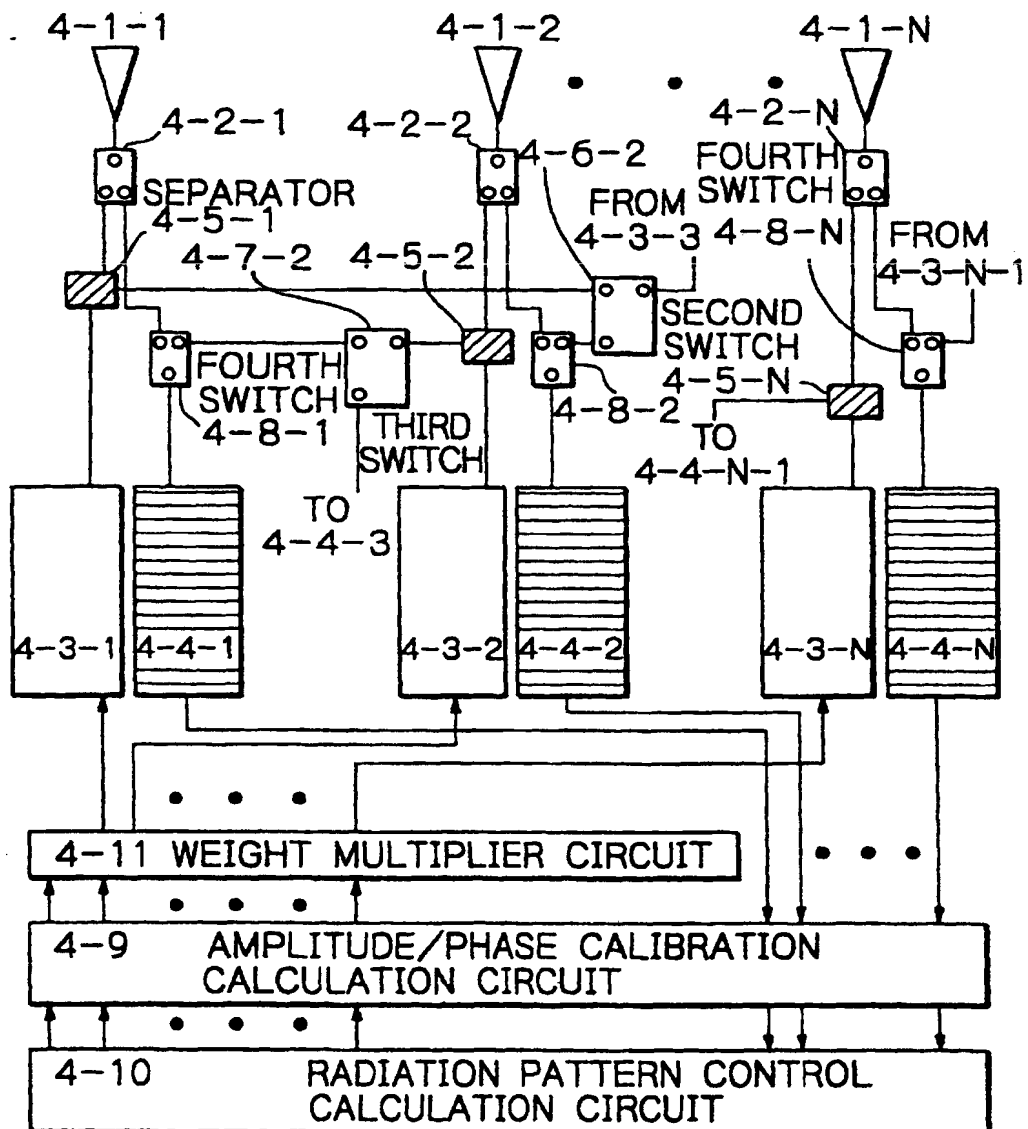 4-1-1
4-1-2
4-1-N
4-2-1
4-2-2
4-2-N
4-6-2
FOURTH
SWITCH
SEPARATOR
4-5-1
FROM
4-3-3
4-8-N
FROM
4-3-N-1
4-7-2
4-5-2
SECOND
SWITCH
4-5-N
FOURTH
SWITCH
4-8-1
THIRD
SWITCH
4-8-2
TO
4-4-N-1
TO
4-4-3
4-3-1
4-4-1
4-3-2
4-4-2
4-3-N
4-4-N
4-11 WEIGHT MULTIPLIER CIRCUIT
4-9 AMPLITUDE/PHASE CALIBRATION
CALCULATION CIRCUIT
4-10 RADIATION PATTERN CONTROL
CALCULATION CIRCUIT